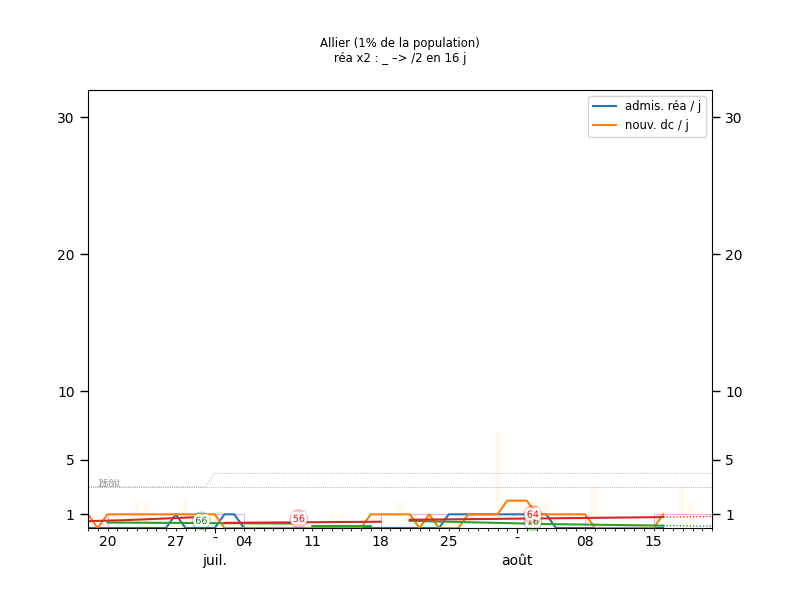 Allier (1% de la population)
réa x2 : _ –> /2 en 16 j
admis. réa / j
nouv. dc / j
30 30
20 20
10 10
5 5
1 1
66
56
64
16
20 27 - 04 11 18 25 - 08 15
juil. août